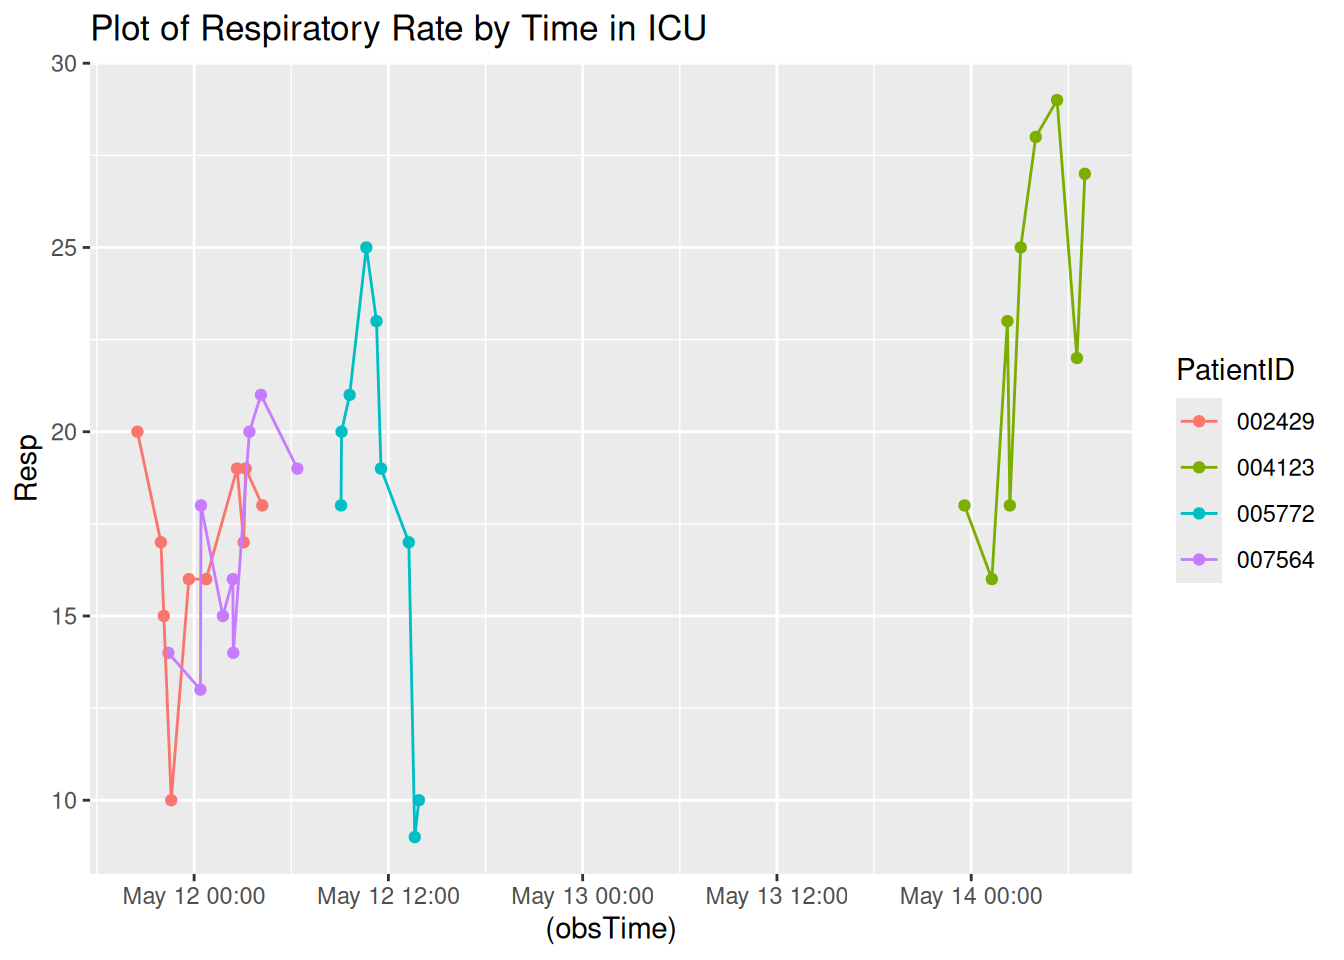 Plot of Respiratory Rate by Time in ICU
30
25
20
15
10
Resp
May 12 00:00
May 12 12:00
May 13 00:00
May 13 12:00
May 14 00:00
(obsTime)
PatientID
002429
004123
005772
007564